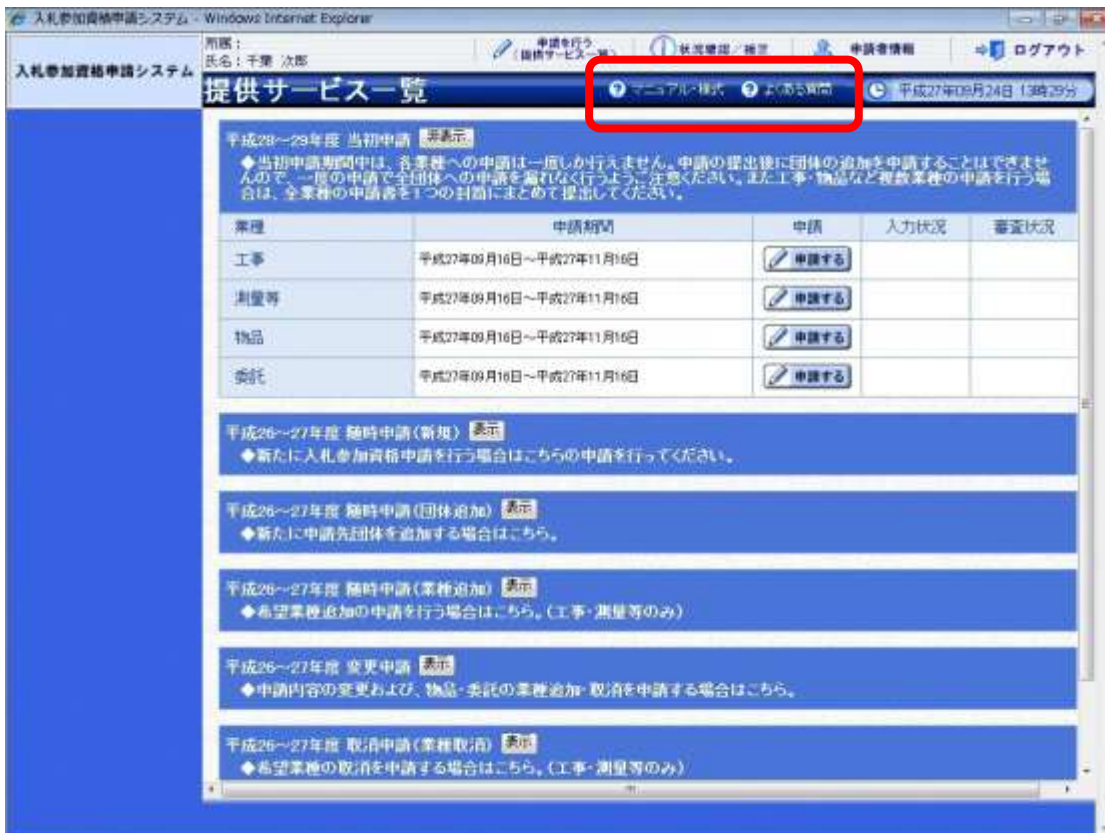 入札参加資格申請システム - Windows Internet Explorer
入札参加資格申請システム
所属:
氏名:千葉 次郎
申請を行う
(提供サービス一覧)
状況確認/補正
申請者情報
ログアウト
提供サービス一覧
マニュアル・様式
よくある質問
平成27年09月24日 13時29分
平成28～29年度 当初申請 非表示
◆当初申請期間中は、各業種への申請は一度しか行えません。申請の提出後に団体の追加を申請することはできませ
んので、一度の申請で全団体への申請を漏れなく行うようご注意ください。また工事・物品など複数業種の申請を行う場
合は、全業種の申請書を1つの封筒にまとめて提出してください。
業種 申請期間 申請 入力状況 審査状況
工事 平成27年09月16日～平成27年11月16日 申請する
測量等 平成27年09月16日～平成27年11月16日 申請する
物品 平成27年09月16日～平成27年11月16日 申請する
委託 平成27年09月16日～平成27年11月16日 申請する
平成26～27年度 随時申請(新規) 表示
◆新たに入札参加資格申請を行う場合はこちらの申請を行ってください。
平成26～27年度 随時申請(団体追加) 表示
◆新たに申請先団体を追加する場合はこちら。
平成26～27年度 随時申請(業種追加) 表示
◆希望業種追加の申請を行う場合はこちら。(工事・測量等のみ)
平成26～27年度 変更申請 表示
◆申請内容の変更および、物品・委託の業種追加・取消を申請する場合はこちら。
平成26～27年度 取消申請(業種取消) 表示
◆希望業種の取消を申請する場合はこちら。(工事・測量等のみ)